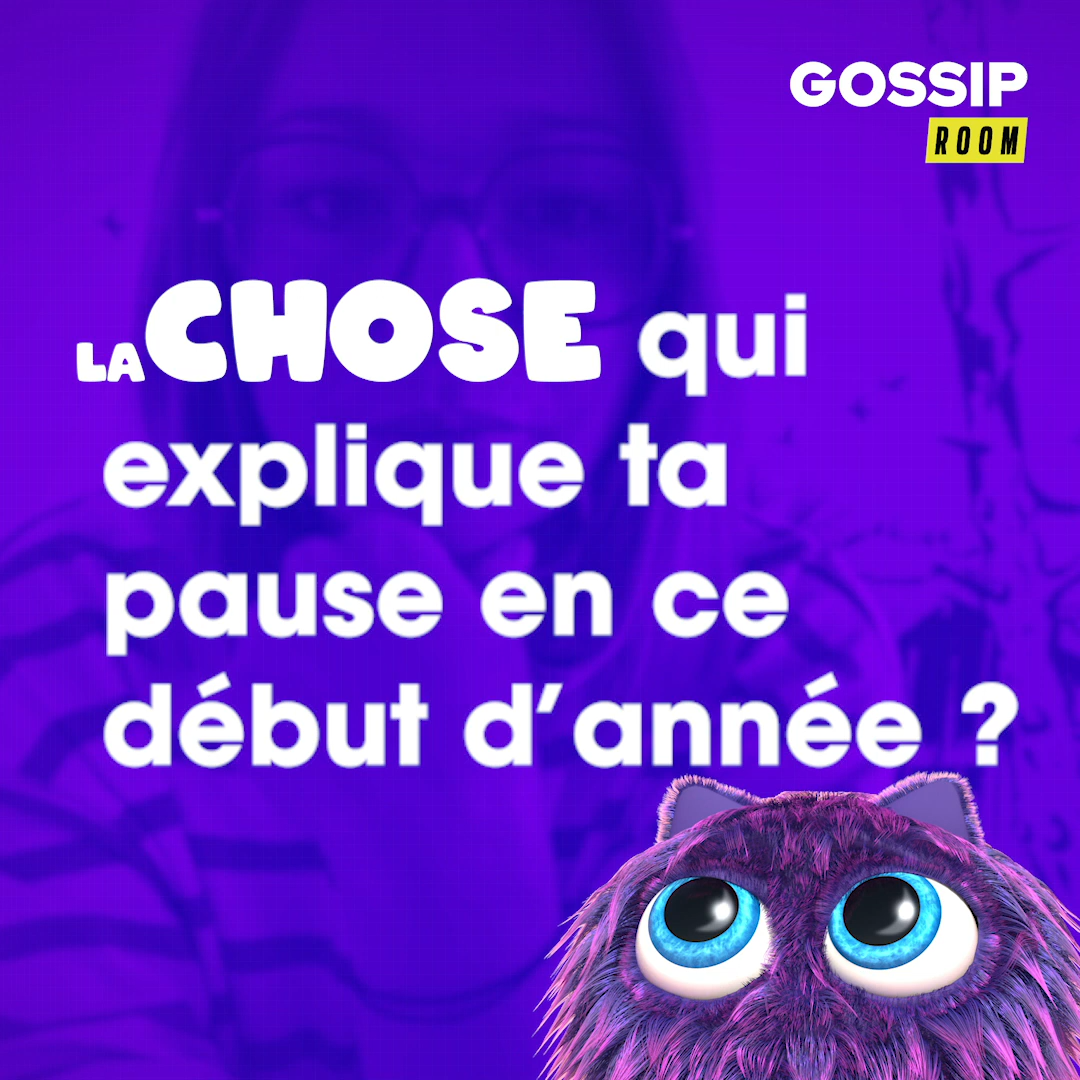 GOSSIP
ROOM
LA CHOSE qui
explique ta
pause en ce
début d’année ?